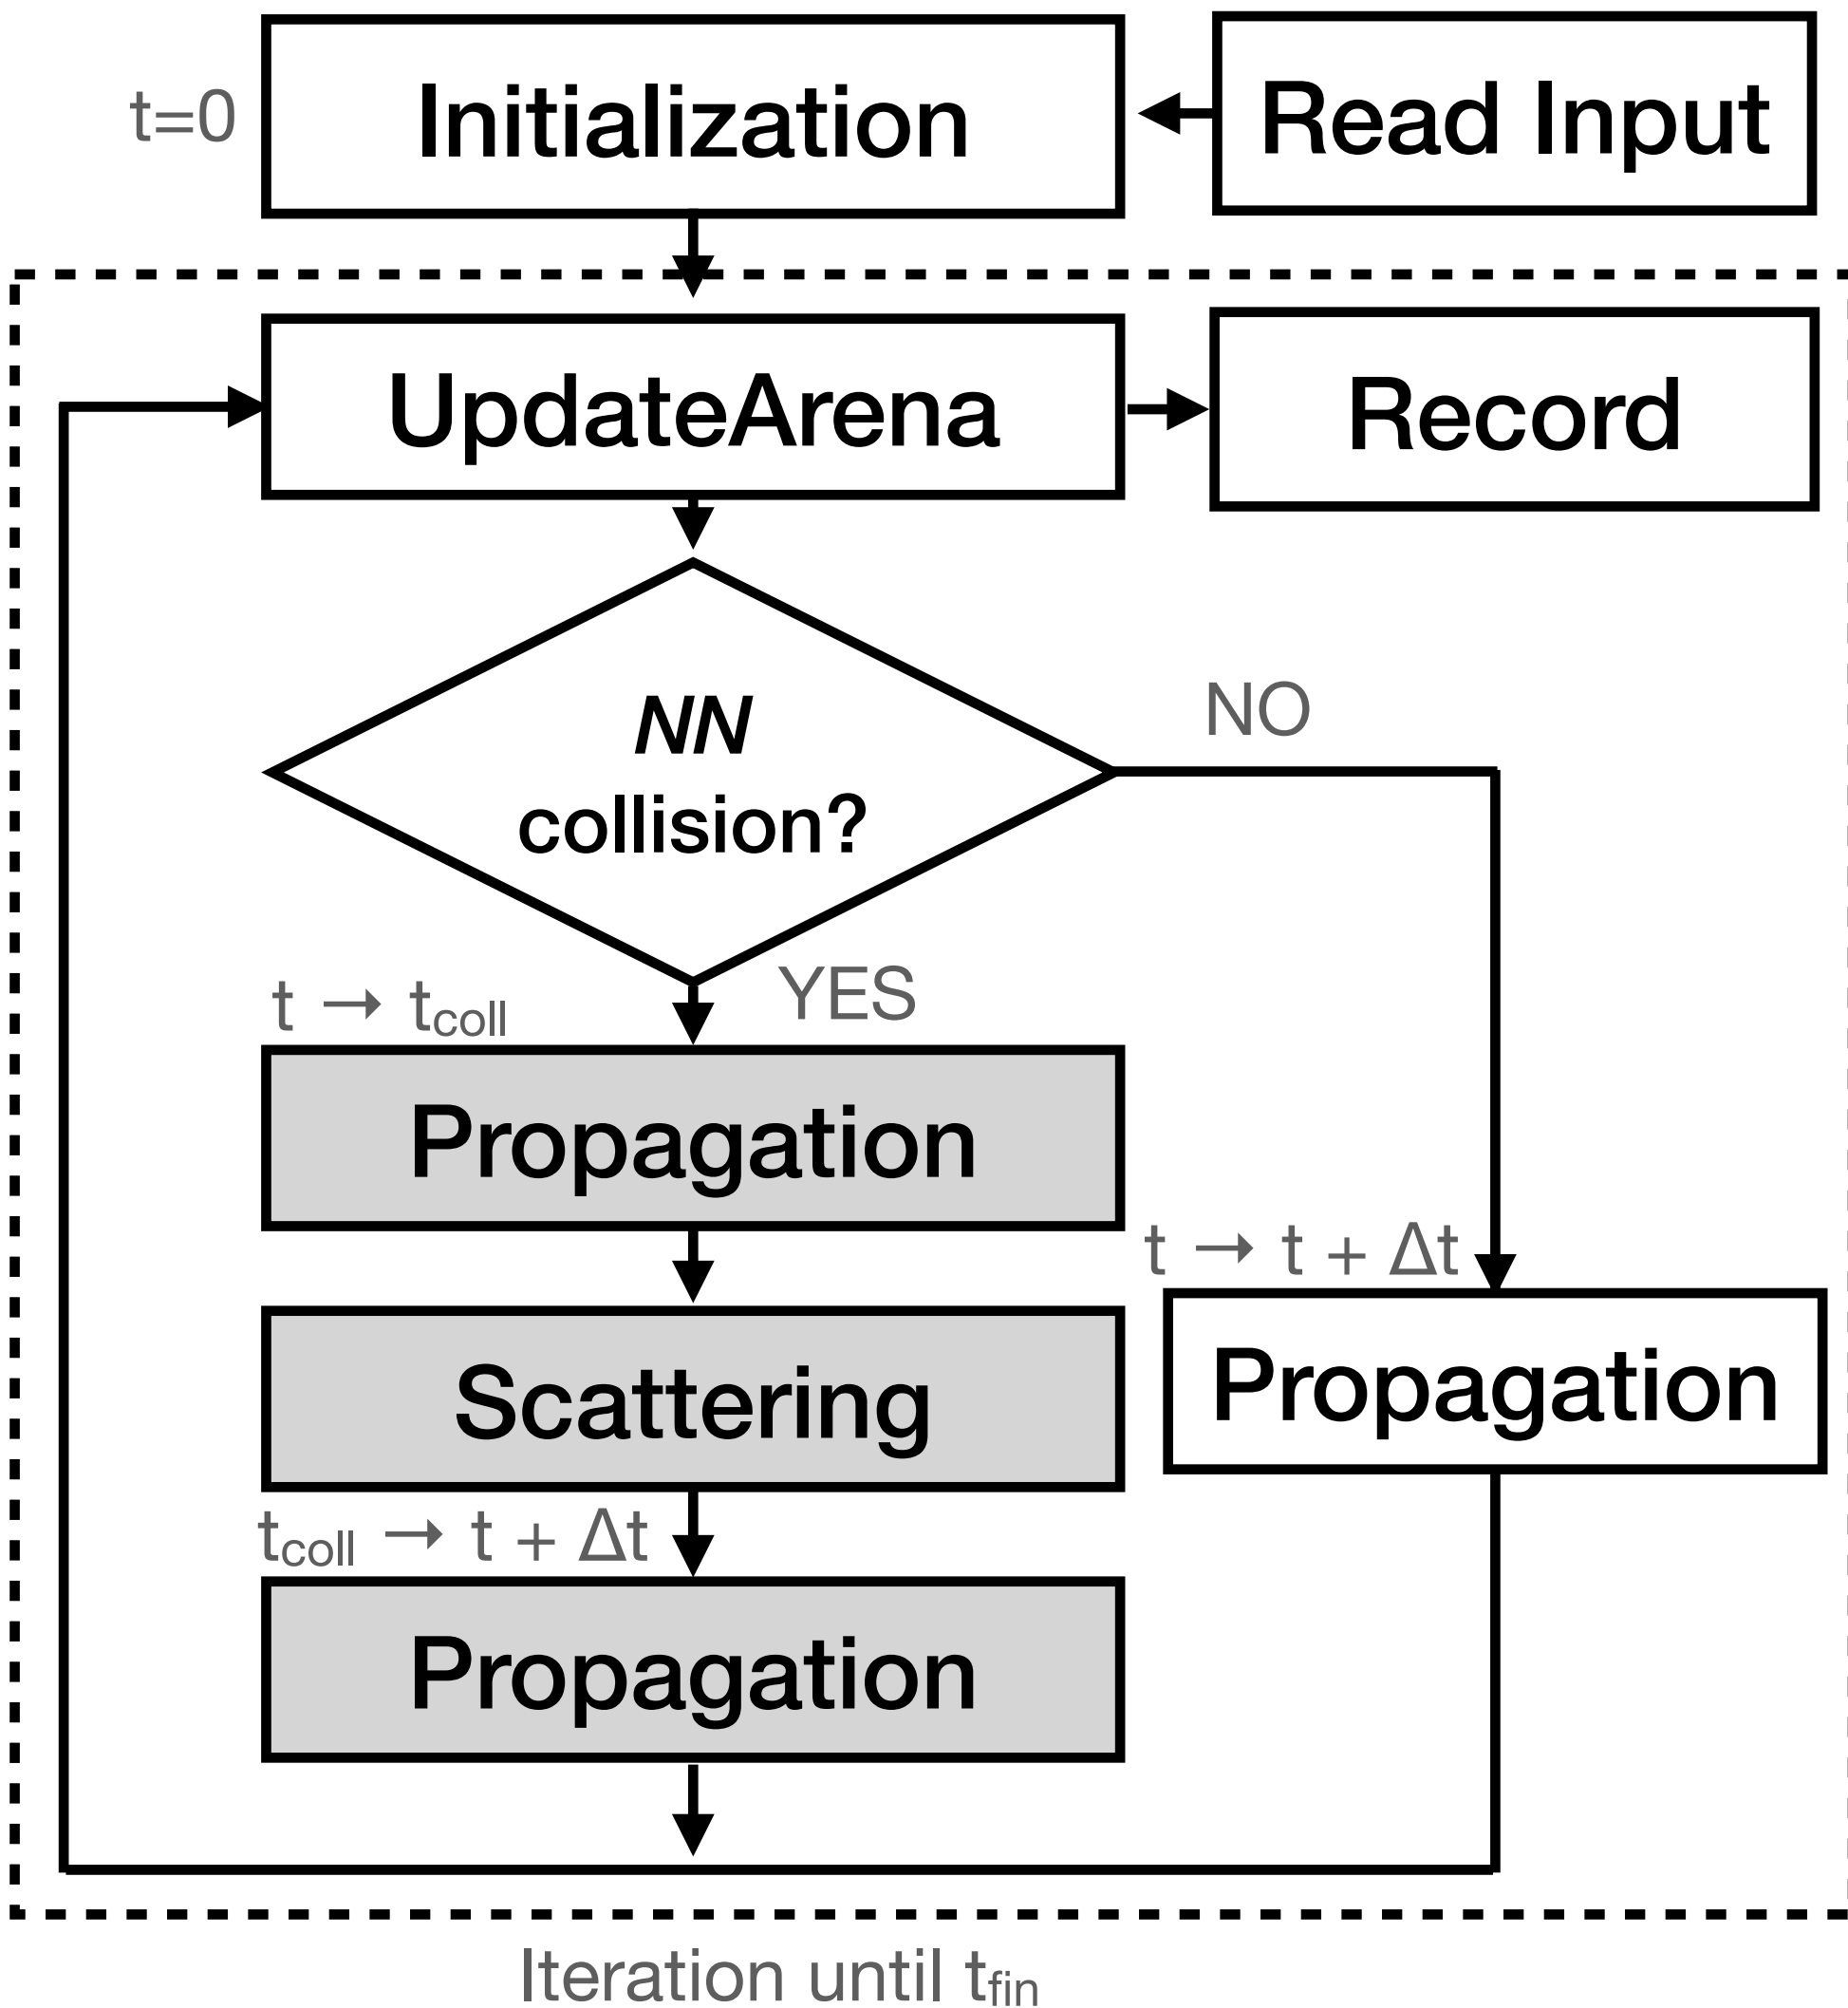 t=0
Initialization
Read Input
UpdateArena
Record
NN
collision?
NO
YES
t → tcoll
Propagation
t → t + Δt
Propagation
Scattering
tcoll → t + Δt
Propagation
Iteration until tfin